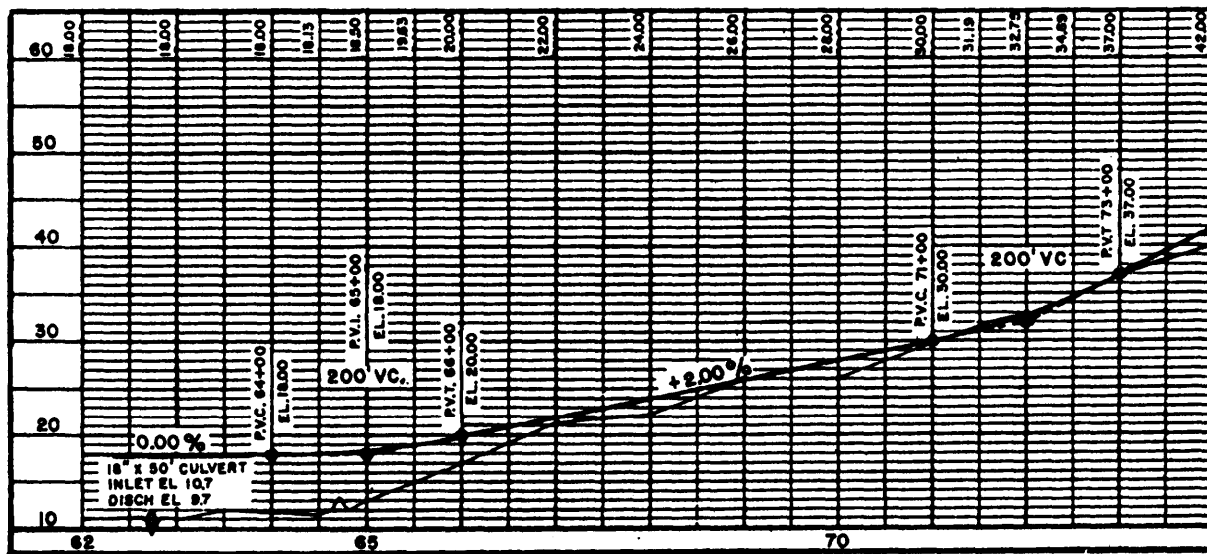 18.00
18.00
18.00
18.13
18.50
19.63
20.00
22.00
24.00
26.00
28.00
30.00
31.19
32.75
34.69
37.00
42.00
60
50
40
30
20
10
P.V.C. 64+00
EL. 18.00
P.V.I. 65+00
EL. 18.00
200' VC.
P.V.T. 66+00
EL. 20.00
+2.00%
P.V.C. 71+00
EL. 30.00
200' VC
P.V.T 73+00
EL. 37.00
0.00%
18" X 50' CULVERT
INLET EL 10.7
DISCH EL 9.7
62
65
70